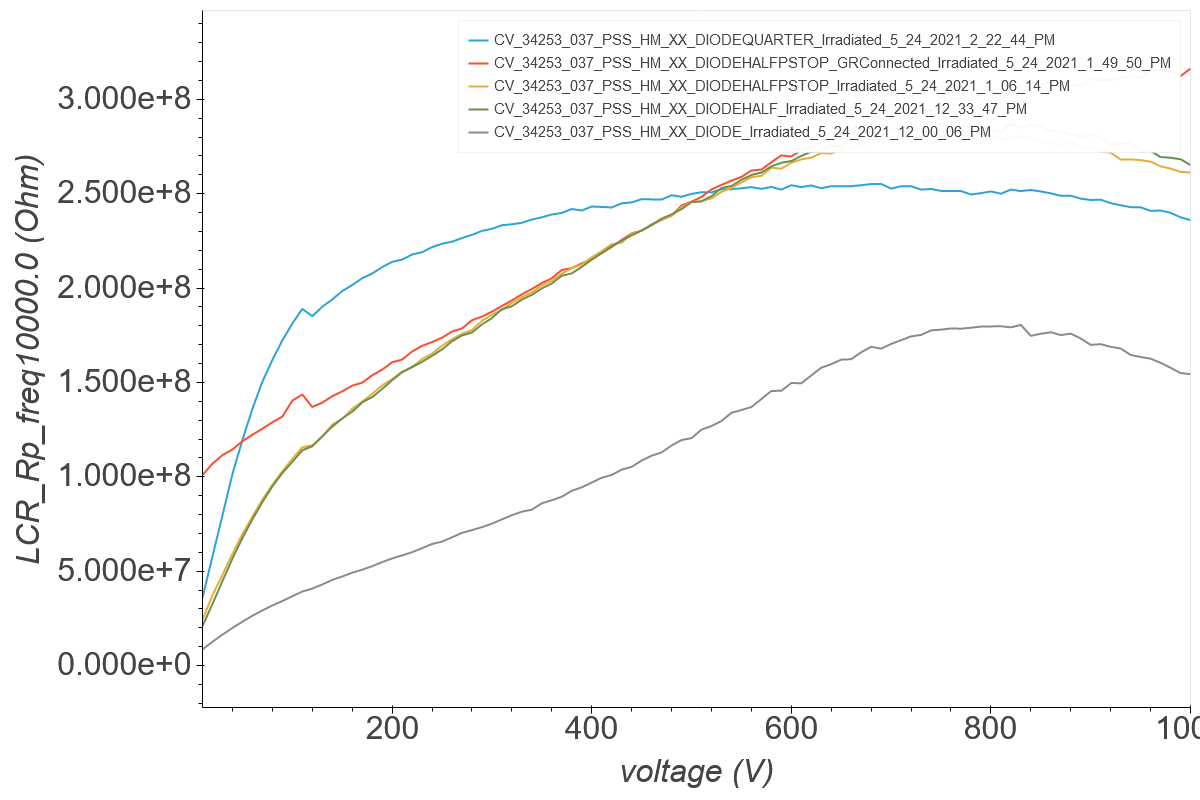 CV_34253_037_PSS_HM_XX_DIODEQUARTER_Irradiated_5_24_2021_2_22_44_PM
CV_34253_037_PSS_HM_XX_DIODEHALFPSTOP_GRConnected_Irradiated_5_24_2021_1_49_50_PM
CV_34253_037_PSS_HM_XX_DIODEHALFPSTOP_Irradiated_5_24_2021_1_06_14_PM
CV_34253_037_PSS_HM_XX_DIODEHALF_Irradiated_5_24_2021_12_33_47_PM
CV_34253_037_PSS_HM_XX_DIODE_Irradiated_5_24_2021_12_00_06_PM
LCR_Rp_freq10000.0 (Ohm)
3.000e+8
2.500e+8
2.000e+8
1.500e+8
1.000e+8
5.000e+7
0.000e+0
200 400 600 800 100
voltage (V)